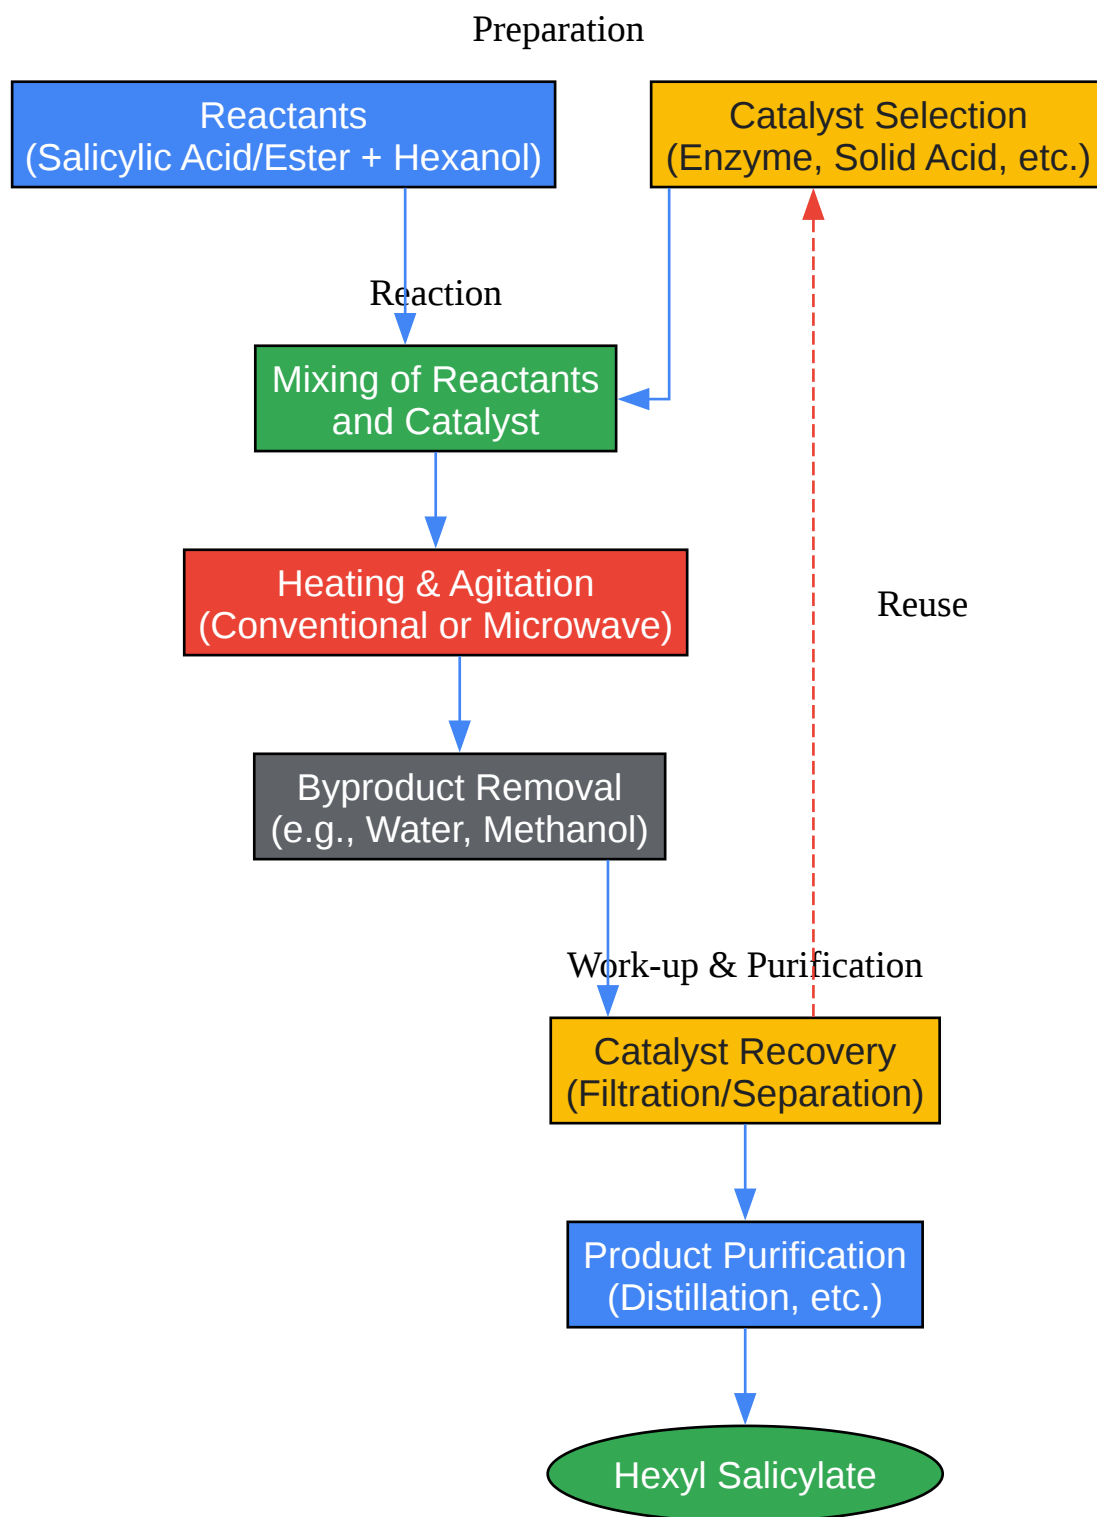 Preparation
Reactants
(Salicylic Acid/Ester + Hexanol)
Catalyst Selection
(Enzyme, Solid Acid, etc.)
Reaction
Mixing of Reactants
and Catalyst
Heating & Agitation
(Conventional or Microwave)
Reuse
Byproduct Removal
(e.g., Water, Methanol)
Work-up & Purification
Catalyst Recovery
(Filtration/Separation)
Product Purification
(Distillation, etc.)
Hexyl Salicylate